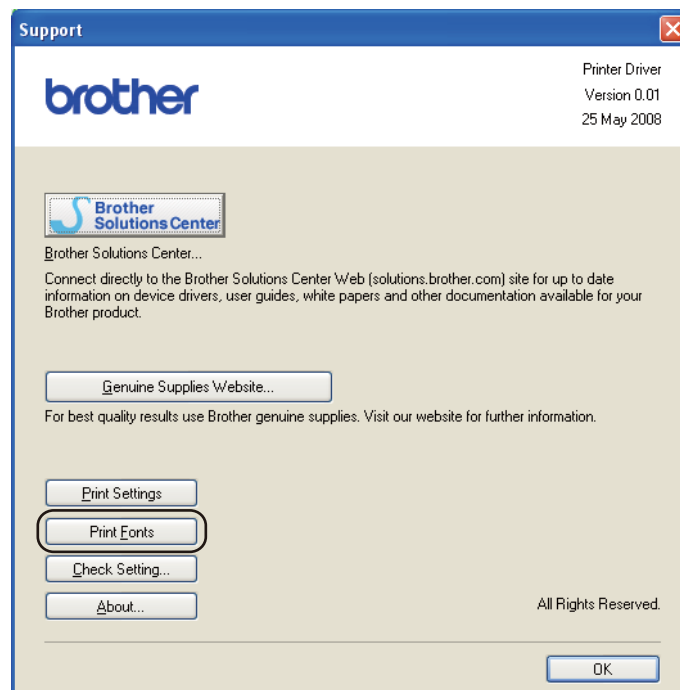 Support
brother
Printer Driver
Version 0.01
25 May 2008
Brother
Solutions Center
Brother Solutions Center...
Connect directly to the Brother Solutions Center Web (solutions.brother.com) site for up to date
information on device drivers, user guides, white papers and other documentation available for your
Brother product.
Genuine Supplies Website...
For best quality results use Brother genuine supplies. Visit our website for further information.
Print Settings
Print Fonts
Check Setting...
About...
All Rights Reserved.
OK